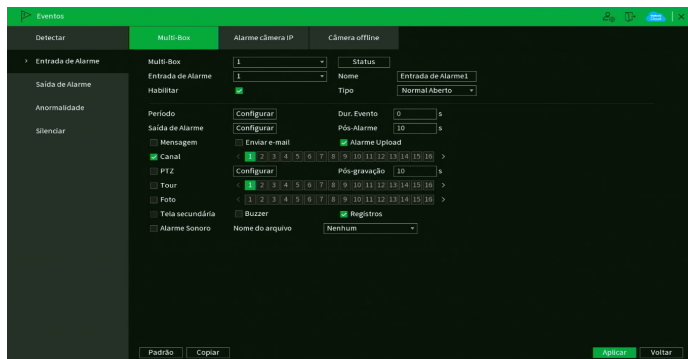 Eventos
Detectar
Multi-Box Alarme câmera IP Câmera offline
Entrada de Alarme
Saída de Alarme
Anormalidade
Silenciar
Multi-Box 1 Status
Entrada de Alarme 1 Nome Entrada de Alarme1
Habilitar Tipo Normal Aberto
Período Configurar Dur. Evento 0 s
Saída de Alarme Configurar Pós-Alarme 10 s
Mensagem Enviar e-mail Alarme Upload
Canal < 1 2 3 4 5 6 7 8 9 10 11 12 13 14 15 16 >
PTZ Configurar Pós-gravação 10 s
Tour < 1 2 3 4 5 6 7 8 9 10 11 12 13 14 15 16 >
Foto < 1 2 3 4 5 6 7 8 9 10 11 12 13 14 15 16 >
Tela secundária Buzzer Registros
Alarme Sonoro Nome do arquivo Nenhum
Padrão Copiar Aplicar Voltar